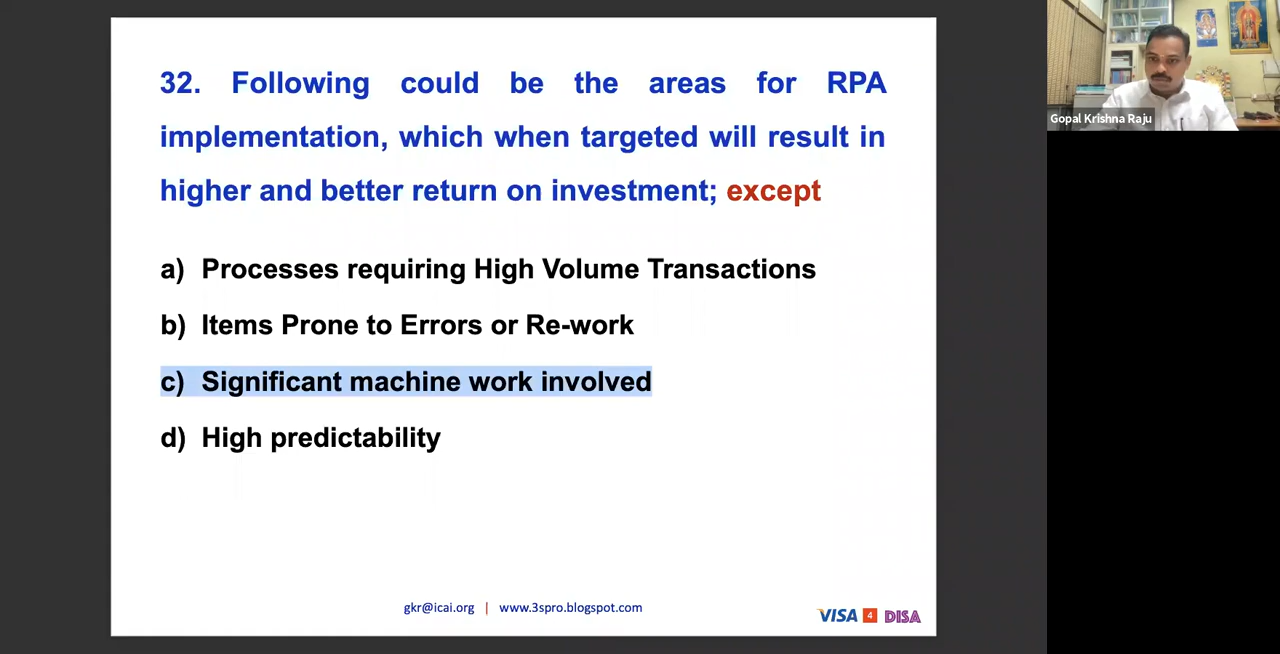 32. Following could be the areas for RPA
implementation, which when targeted will result in
higher and better return on investment; except
a) Processes requiring High Volume Transactions
b) Items Prone to Errors or Re-work
c) Significant machine work involved
d) High predictability
gkr@icai.org | www.3spro.blogspot.com
VISA 4 DISA
Gopal Krishna Raju